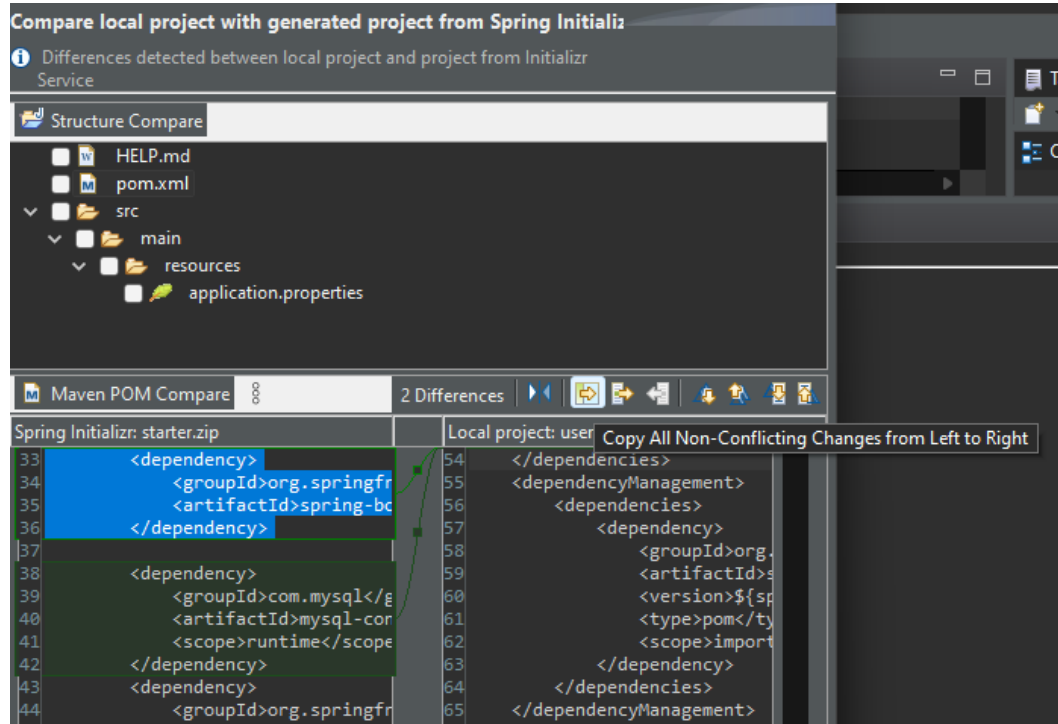 Compare local project with generated project from Spring Initializ
Differences detected between local project and project from Initializr
Service
Structure Compare
HELP.md
pom.xml
src
main
resources
application.properties
Maven POM Compare
2 Differences
Spring Initializr: starter.zip
Local project: user
Copy All Non-Conflicting Changes from Left to Right
33 <dependency>
34 <groupId>org.springfr
35 <artifactId>spring-bo
36 </dependency>
37
38 <dependency>
39 <groupId>com.mysql</g
40 <artifactId>mysql-con
41 <scope>runtime</scope
42 </dependency>
43 <dependency>
44 <groupId>org.springfr
54 </dependencies>
55 <dependencyManagement>
56 <dependencies>
57 <dependency>
58 <groupId>org.
59 <artifactId>s
60 <version>${sp
61 <type>pom</ty
62 <scope>import
63 </dependency>
64 </dependencies>
65 </dependencyManagement>